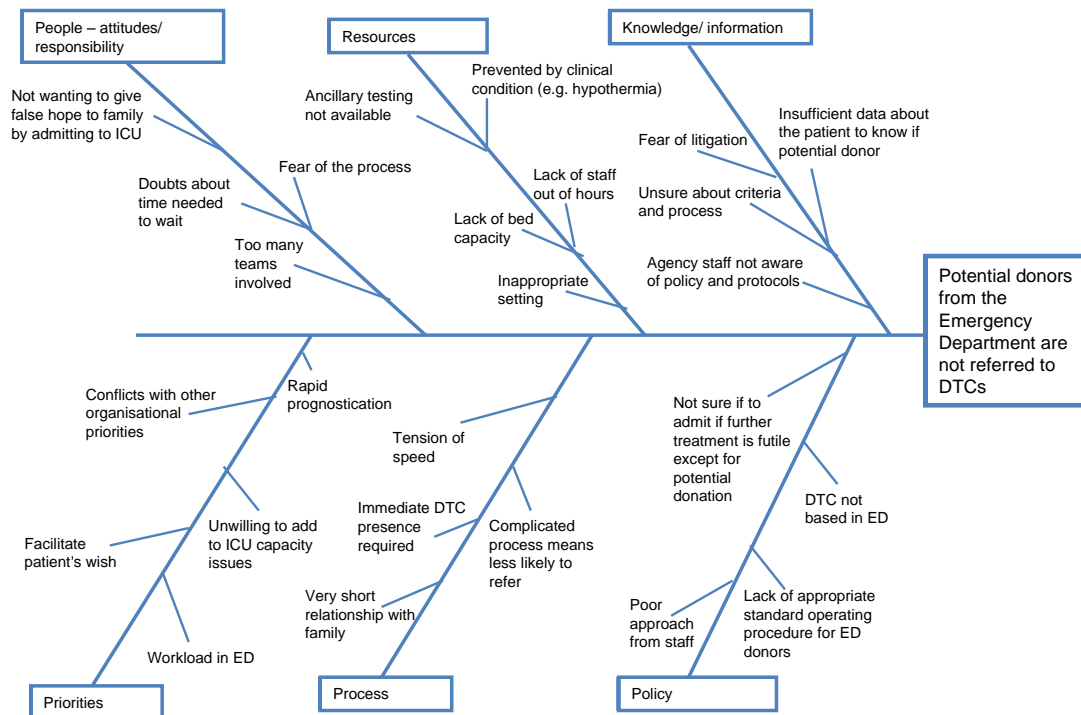 People – attitudes/
responsibility
Resources
Knowledge/ information
Not wanting to give
false hope to family
by admitting to ICU
Doubts about
time needed
to wait
Fear of the process
Too many
teams
involved
Ancillary testing
not available
Prevented by clinical
condition (e.g. hypothermia)
Lack of staff
out of hours
Lack of bed
capacity
Inappropriate
setting
Fear of litigation
Insufficient data about
the patient to know if
potential donor
Unsure about criteria
and process
Agency staff not aware
of policy and protocols
Potential donors
from the
Emergency
Department are
not referred to
DTCs
Conflicts with other
organisational
priorities
Rapid
prognostication
Unwilling to add
to ICU capacity
issues
Facilitate
patient's wish
Workload in ED
Priorities
Tension of
speed
Immediate DTC
presence
required
Complicated
process means
less likely to
refer
Very short
relationship with
family
Process
Not sure if to
admit if further
treatment is futile
except for
potential
donation
DTC not
based in ED
Poor
approach
from staff
Lack of appropriate
standard operating
procedure for ED
donors
Policy